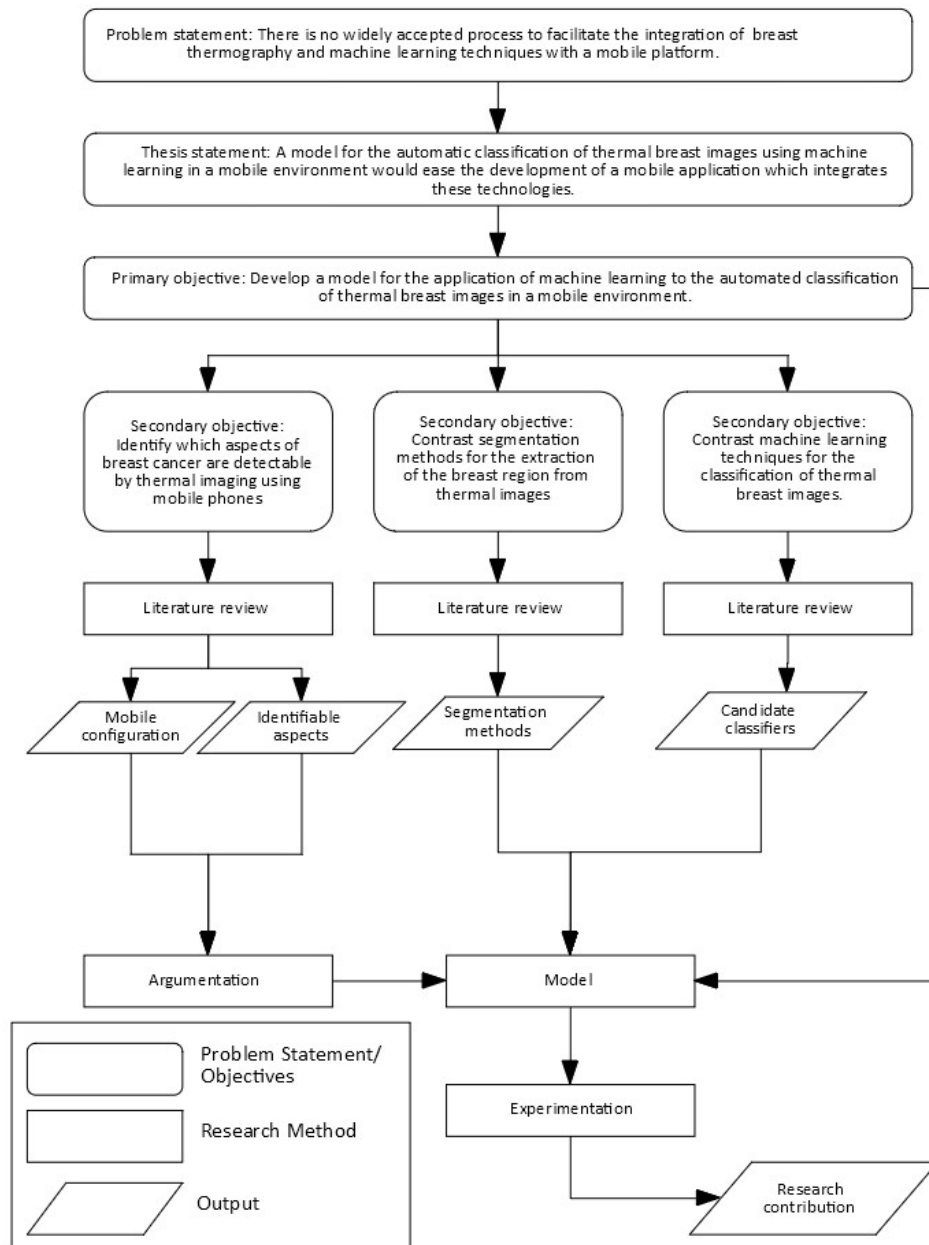 Problem statement: There is no widely accepted process to facilitate the integration of breast
thermography and machine learning techniques with a mobile platform.
Thesis statement: A model for the automatic classification of thermal breast images using machine
learning in a mobile environment would ease the development of a mobile application which integrates
these technologies.
Primary objective: Develop a model for the application of machine learning to the automated classification
of thermal breast images in a mobile environment.
Secondary objective:
Identify which aspects of
breast cancer are detectable
by thermal imaging using
mobile phones
Secondary objective:
Contrast segmentation
methods for the extraction
of the breast region from
thermal images
Secondary objective:
Contrast machine learning
techniques for the
classification of thermal
breast images.
Literature review
Literature review
Literature review
Mobile
configuration
Identifiable
aspects
Segmentation
methods
Candidate
classifiers
Argumentation
Model
Experimentation
Research
contribution
Problem Statement/
Objectives
Research Method
Output